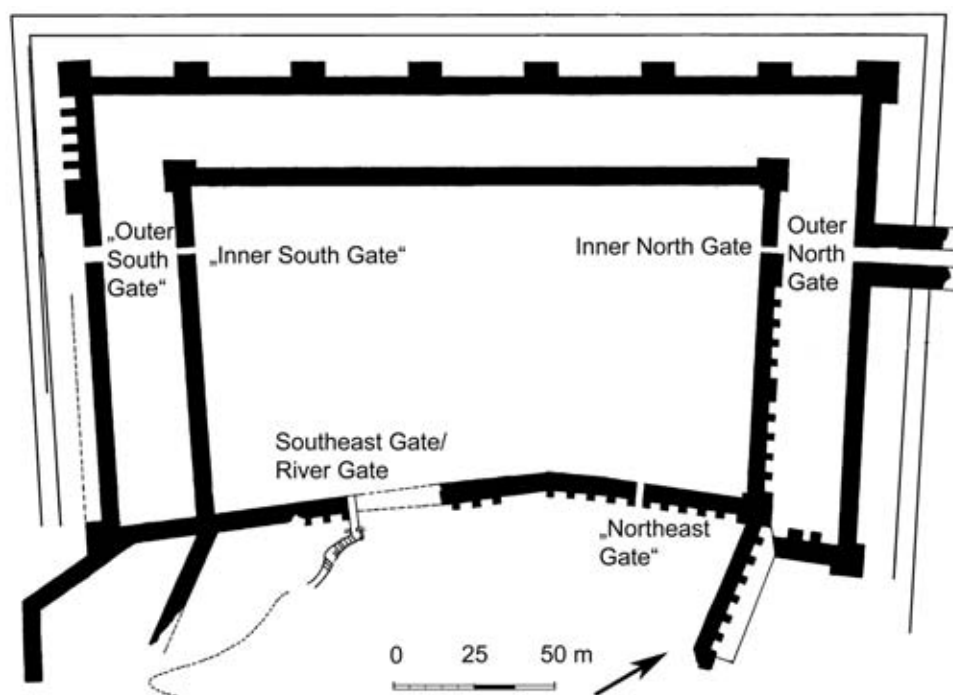 „Outer
South
Gate“
„Inner South Gate“
Inner North Gate
Outer
North
Gate
Southeast Gate/
River Gate
„Northeast
Gate“
0 25 50 m